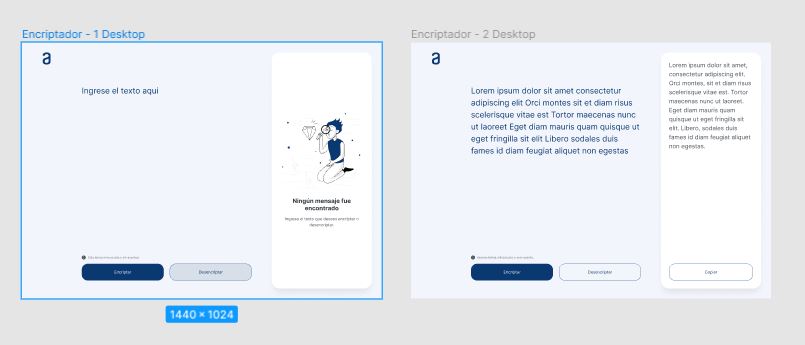 Encriptador - 1 Desktop
a
Ingrese el texto aqui
Ningún mensaje fue
encontrado
Ingrese el texto que desees encriptar o
desencriptar.
Encriptar
Desencriptar
1440 × 1024
Encriptador - 2 Desktop
a
Lorem ipsum dolor sit amet consectetur
adipiscing elit Orci montes sit et diam risus
scelerisque vitae est Tortor maecenas nunc
ut laoreet Eget diam mauris quam quisque ut
eget fringilla sit elit Libero sodales duis
fames id diam feugiat aliquet non egestas
Encriptar
Desencriptar
Lorem ipsum dolor sit amet,
consectetur adipiscing elit.
Orci montes, sit et diam risus
scelerisque vitae est. Tortor
maecenas nunc ut laoreet.
Eget diam mauris quam
quisque ut eget fringilla sit
elit. Libero, sodales duis
fames id diam feugiat aliquet
non egestas.
Copiar